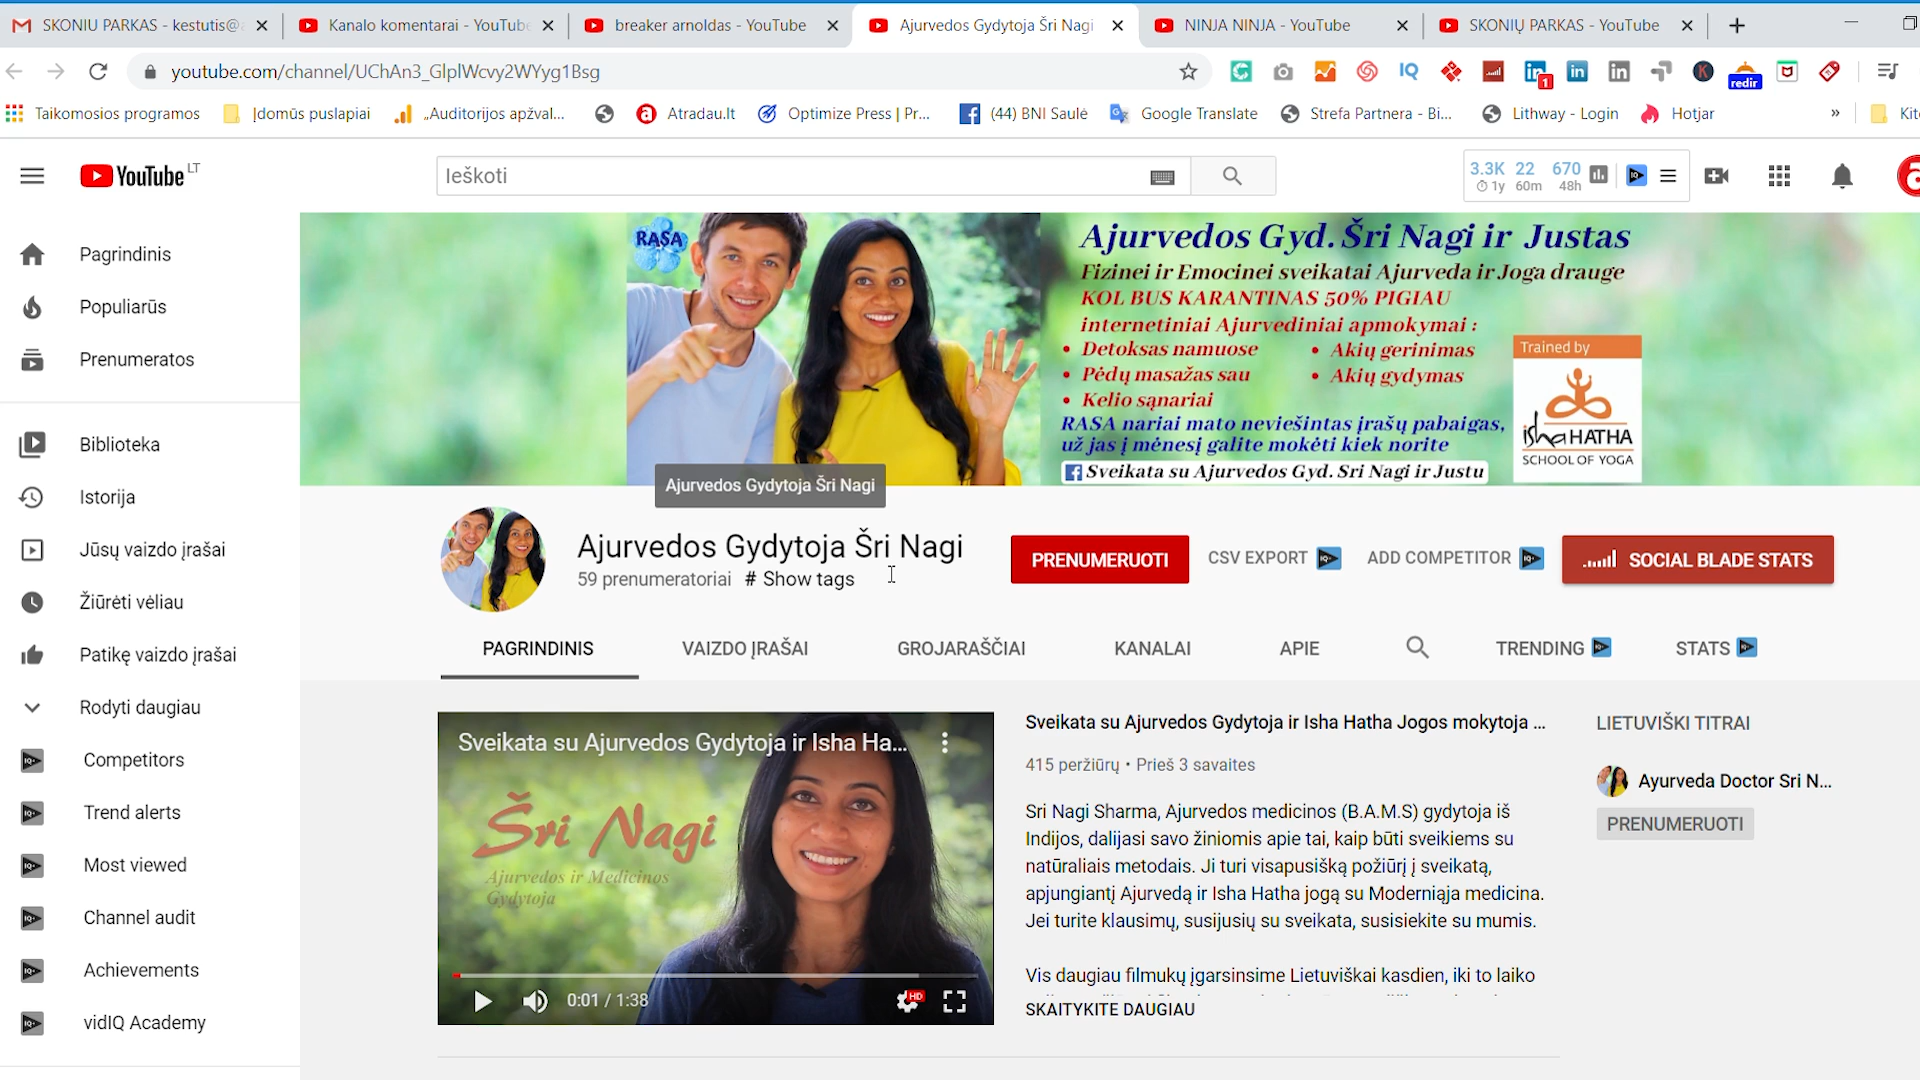 SKONIU PARKAS - kestutis@
Kanalo komentarai - YouTube
breaker arnoldas - YouTube
Ajurvedos Gydytoja Šri Nagi
NINJA NINJA - YouTube
SKONIŲ PARKAS - YouTube
youtube.com/channel/UChAn3_GlplWcvy2WYyg1Bsg
IQ
1
redir
Taikomosios programos
Įdomūs puslapiai
„Auditorijos apžval...
Atradau.lt
Optimize Press | Pr...
(44) BNI Saulė
Google Translate
Strefa Partnera - Bi...
Lithway - Login
Hotjar
»
YouTube LT
Ieškoti
3.3K 22 670
1y 60m 48h
Pagrindinis
Populiarūs
Prenumeratos
Biblioteka
Istorija
Jūsų vaizdo įrašai
Žiūrėti vėliau
Patikę vaizdo įrašai
Rodyti daugiau
Competitors
Trend alerts
Most viewed
Channel audit
Achievements
vidIQ Academy
RASA
Ajurvedos Gyd. Šri Nagi ir Justas
Fizinei ir Emocinei sveikatai Ajurveda ir Joga drauge
KOL BUS KARANTINAS 50% PIGIAU
internetiniai Ajurvediniai apmokymai :
• Detoksas namuose • Akių gerinimas
• Pėdų masažas sau • Akių gydymas
• Kelio sąnariai
RASA nariai mato neviešintas įrašų pabaigas,
už jas į mėnesį galite mokėti kiek norite
Sveikata su Ajurvedos Gyd. Sri Nagi ir Justu
Trained by
isha HATHA
SCHOOL OF YOGA
Ajurvedos Gydytoja Šri Nagi
Ajurvedos Gydytoja Šri Nagi
59 prenumeratoriai # Show tags
PRENUMERUOTI
CSV EXPORT
ADD COMPETITOR
SOCIAL BLADE STATS
PAGRINDINIS
VAIZDO ĮRAŠAI
GROJARAŠČIAI
KANALAI
APIE
TRENDING
STATS
Sveikata su Ajurvedos Gydytoja ir Isha Ha...
Šri Nagi
Ajurvedos ir Medicinos
Gydytoja
0:01 / 1:38
HD
Sveikata su Ajurvedos Gydytoja ir Isha Hatha Jogos mokytoja ...
415 peržiūrų • Prieš 3 savaites
Sri Nagi Sharma, Ajurvedos medicinos (B.A.M.S) gydytoja iš
Indijos, dalijasi savo žiniomis apie tai, kaip būti sveikiems su
natūraliais metodais. Ji turi visapusišką požiūrį į sveikatą,
apjungiantį Ajurvedą ir Isha Hatha jogą su Moderniąja medicina.
Jei turite klausimų, susijusių su sveikata, susisiekite su mumis.
Vis daugiau filmukų įgarsinsime Lietuviškai kasdien, iki to laiko
SKAITYKITE DAUGIAU
LIETUVIŠKI TITRAI
Ayurveda Doctor Sri N...
PRENUMERUOTI